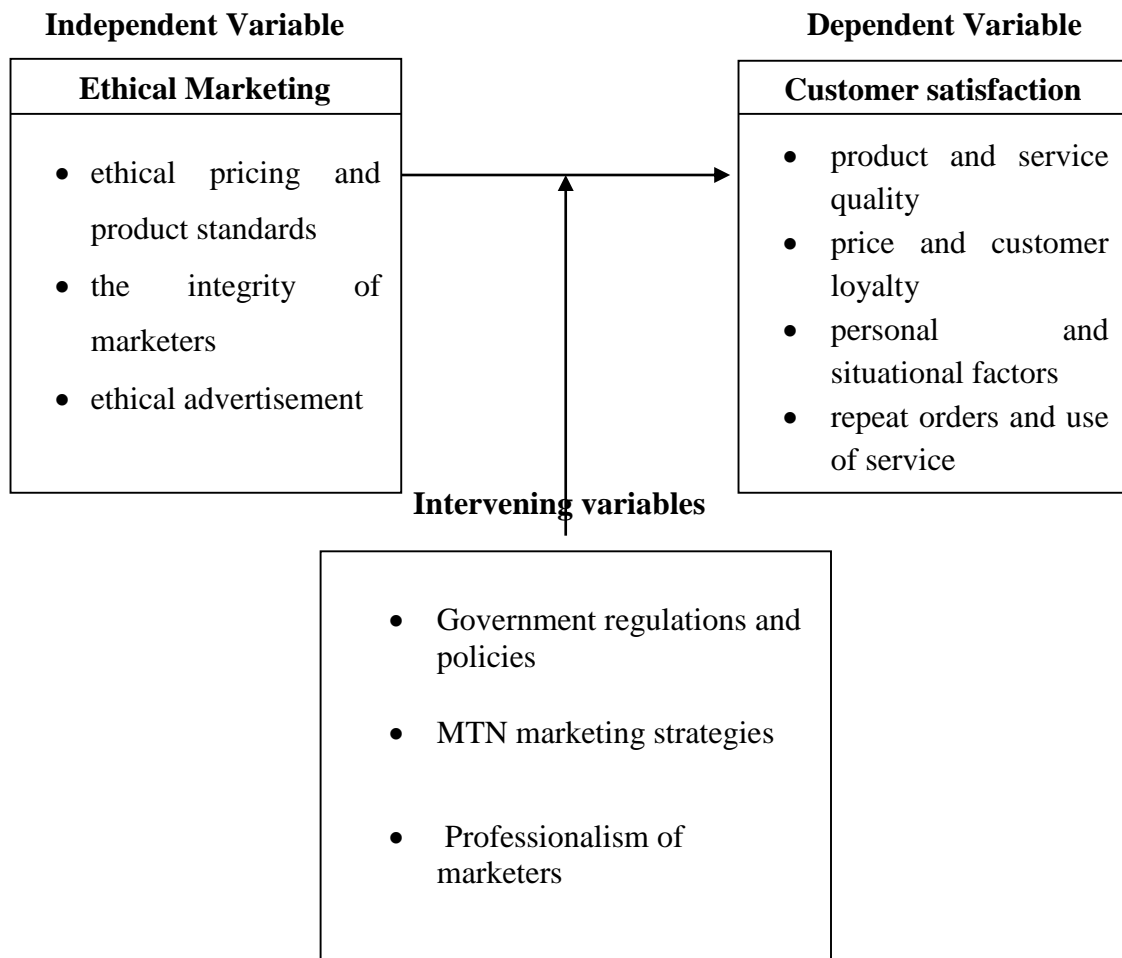 Independent Variable
Ethical Marketing
• ethical pricing and
product standards
• the integrity of
marketers
• ethical advertisement
Dependent Variable
Customer satisfaction
• product and service
quality
• price and customer
loyalty
• personal and
situational factors
• repeat orders and use
of service
Intervening variables
• Government regulations and
policies
• MTN marketing strategies
• Professionalism of
marketers